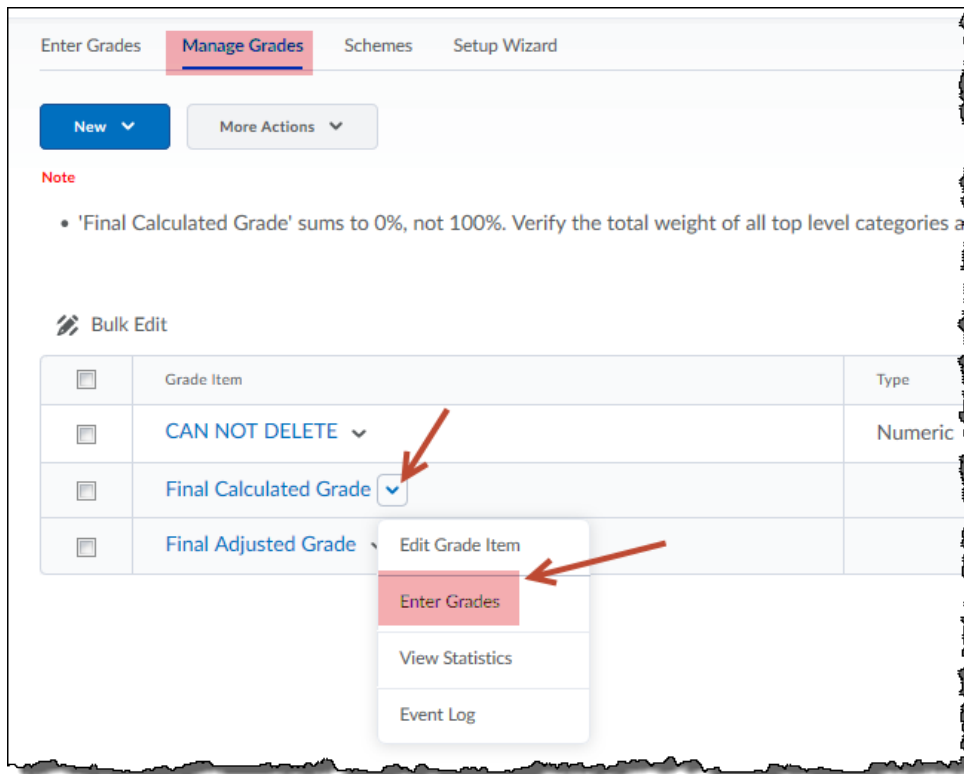 Enter Grades Manage Grades Schemes Setup Wizard
New More Actions
Note
• 'Final Calculated Grade' sums to 0%, not 100%. Verify the total weight of all top level categories a
Bulk Edit
Grade Item Type
CAN NOT DELETE Numeric
Final Calculated Grade
Final Adjusted Grade
Edit Grade Item
Enter Grades
View Statistics
Event Log